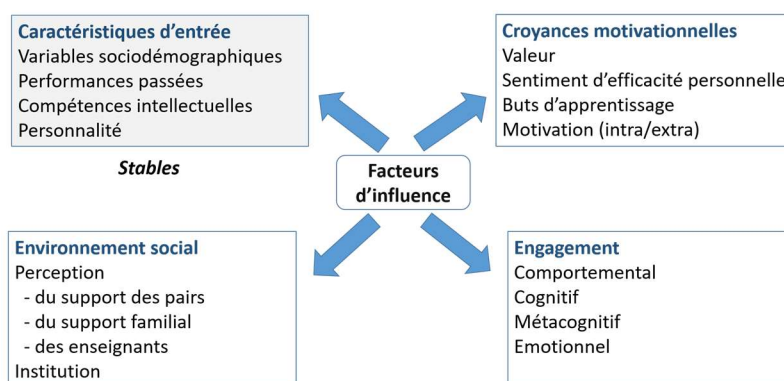 Caractéristiques d'entrée
Variables sociodémographiques
Performances passées
Compétences intellectuelles
Personnalité
Stables
Croyances motivationnelles
Valeur
Sentiment d'efficacité personnelle
Buts d'apprentissage
Motivation (intra/extra)
Facteurs
d'influence
Environnement social
Perception
- du support des pairs
- du support familial
- des enseignants
Institution
Engagement
Comportemental
Cognitif
Métacognitif
Emotionnel